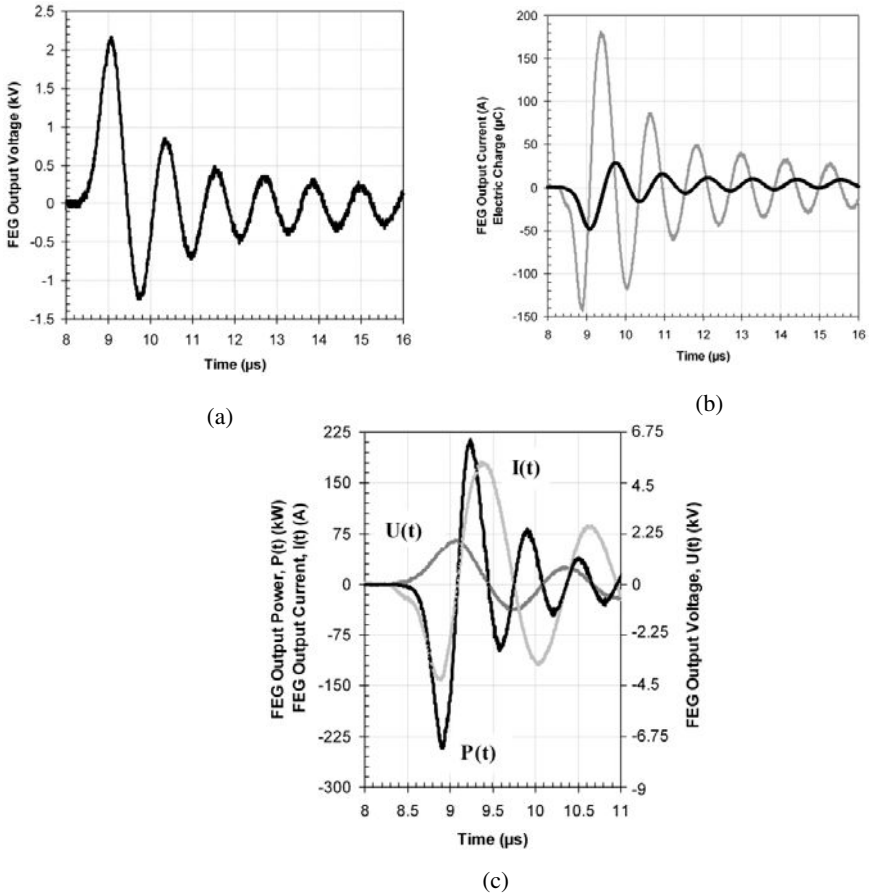 FEG Output Voltage (kV)
2.5
2
1.5
1
0.5
0
-0.5
-1
-1.5
8 9 10 11 12 13 14 15 16
Time (µs)
(a)
FEG Output Current (A)
Electric Charge (µC)
200
150
100
50
0
-50
-100
-150
8 9 10 11 12 13 14 15 16
Time (µs)
(b)
FEG Output Power, P(t) (kW)
FEG Output Current, I(t) (A)
225
150
75
0
-75
-150
-225
-300
U(t)
I(t)
P(t)
6.75
4.5
2.25
0
-2.25
-4.5
-6.75
-9
FEG Output Voltage, U(t) (kV)
8 8.5 9 9.5 10 10.5 11
Time (µs)
(c)